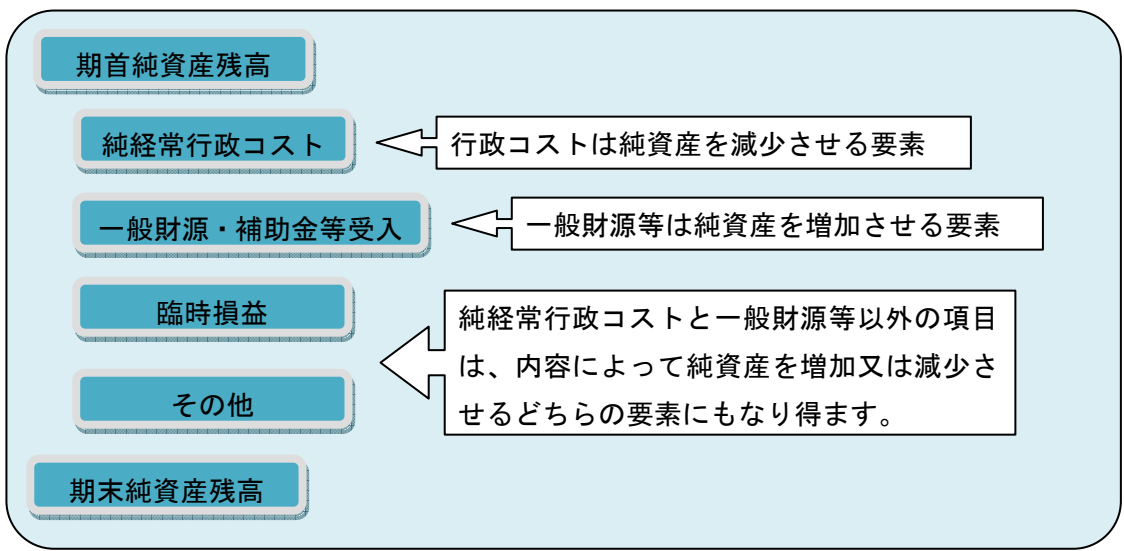 期首純資産残高
純経常行政コスト
行政コストは純資産を減少させる要素
一般財源・補助金等受入
一般財源等は純資産を増加させる要素
臨時損益
純経常行政コストと一般財源等以外の項目
は、内容によって純資産を増加又は減少さ
せるどちらの要素にもなり得ます。
その他
期末純資産残高